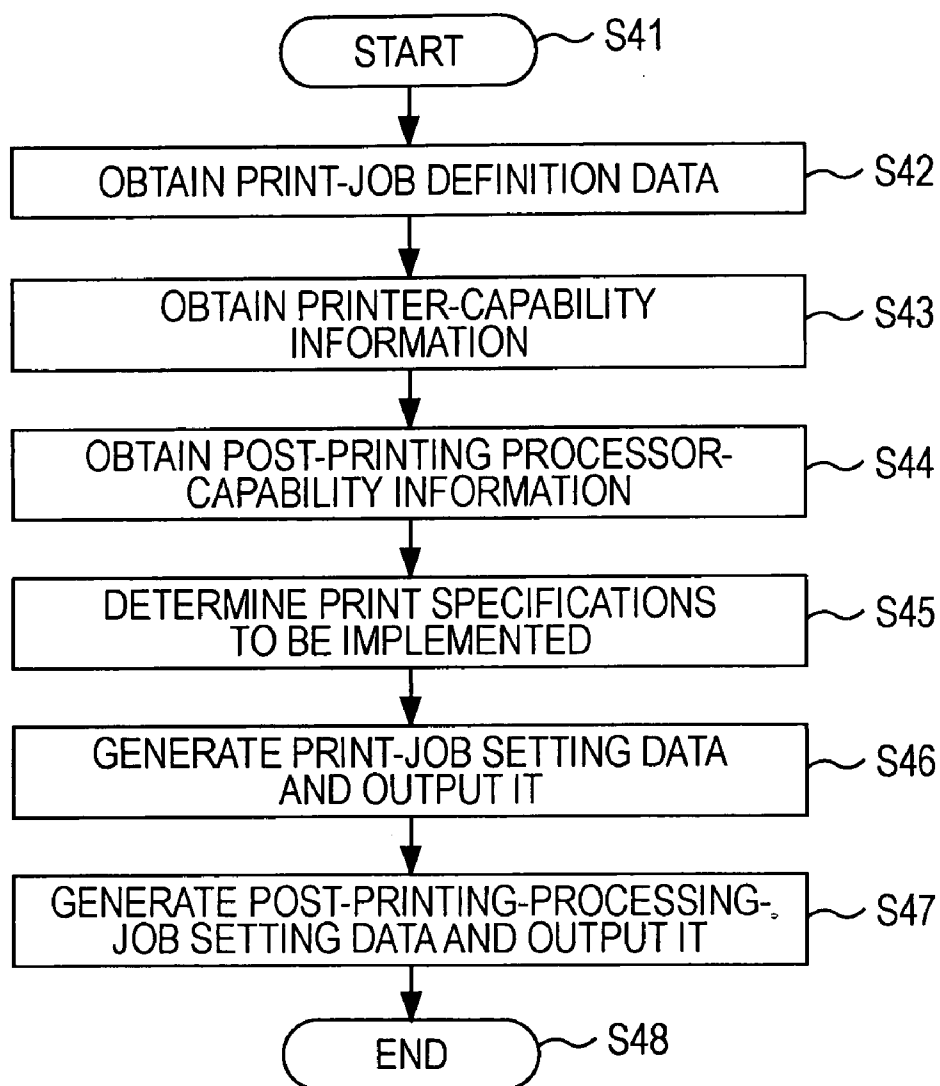 START
S41
OBTAIN PRINT-JOB DEFINITION DATA
S42
OBTAIN PRINTER-CAPABILITY
INFORMATION
S43
OBTAIN POST-PRINTING PROCESSOR-
CAPABILITY INFORMATION
S44
DETERMINE PRINT SPECIFICATIONS
TO BE IMPLEMENTED
S45
GENERATE PRINT-JOB SETTING DATA
AND OUTPUT IT
S46
GENERATE POST-PRINTING-PROCESSING-
JOB SETTING DATA AND OUTPUT IT
S47
END
S48